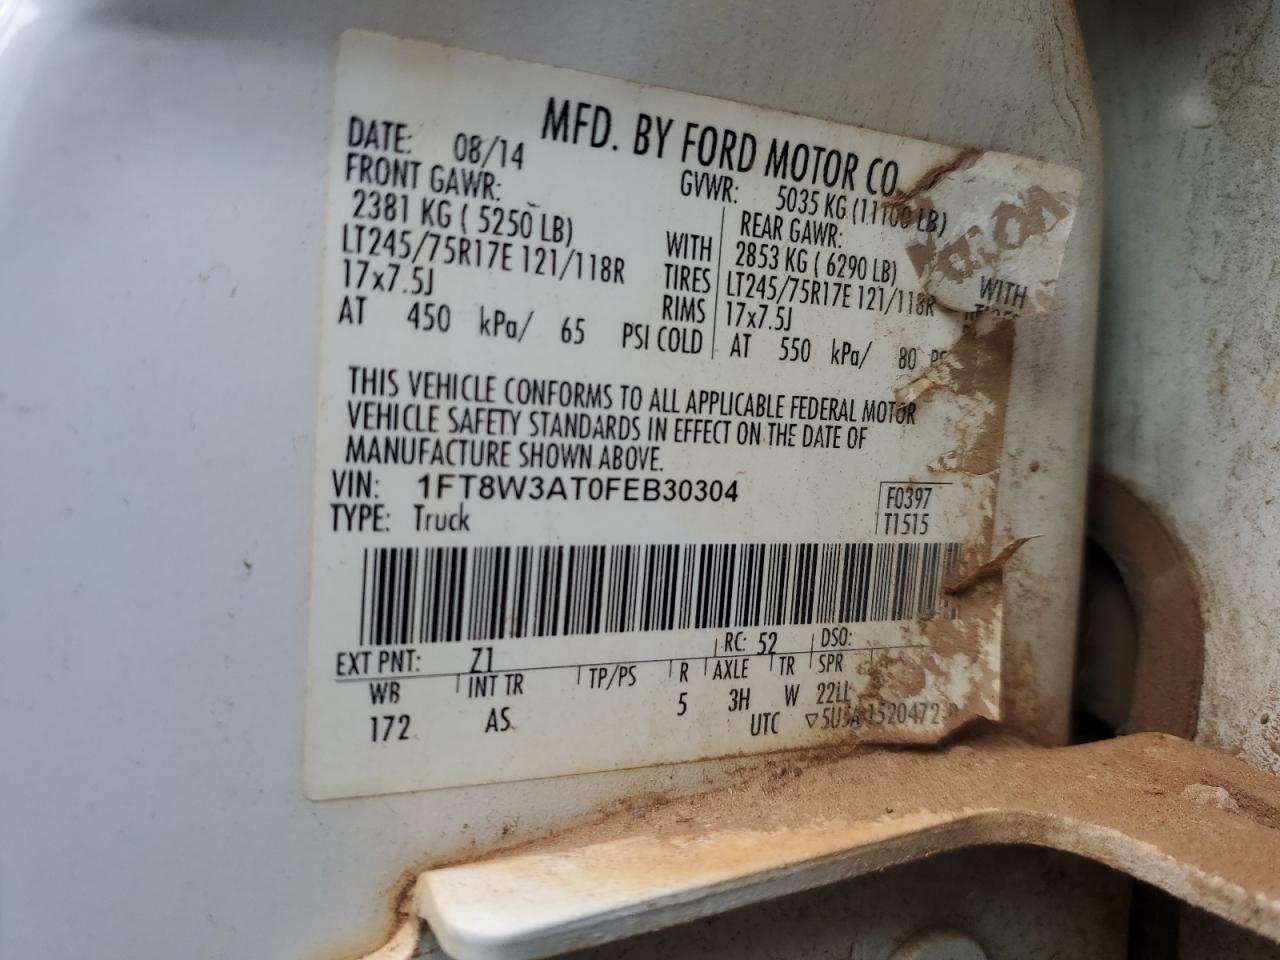 MFD. BY FORD MOTOR CO.
DATE: 08/14 GVWR: 5035 KG (11100 LB)
FRONT GAWR: REAR GAWR:
2381 KG ( 5250 LB) WITH 2853 KG ( 6290 LB) WITH
LT245/75R17E 121/118R TIRES LT245/75R17E 121/118R TIRES
17x7.5J RIMS 17x7.5J
AT 450 kPa/ 65 PSI COLD AT 550 kPa/ 80
THIS VEHICLE CONFORMS TO ALL APPLICABLE FEDERAL MOTOR
VEHICLE SAFETY STANDARDS IN EFFECT ON THE DATE OF
MANUFACTURE SHOWN ABOVE.
VIN: 1FT8W3AT0FEB30304 F0397
TYPE: Truck T1515
EXT PNT: Z1 RC: 52 DSO:
WB INT TR TP/PS R AXLE TR SPR
172 AS 5 3H W 22LL
UTC ▽5U5A-1520472